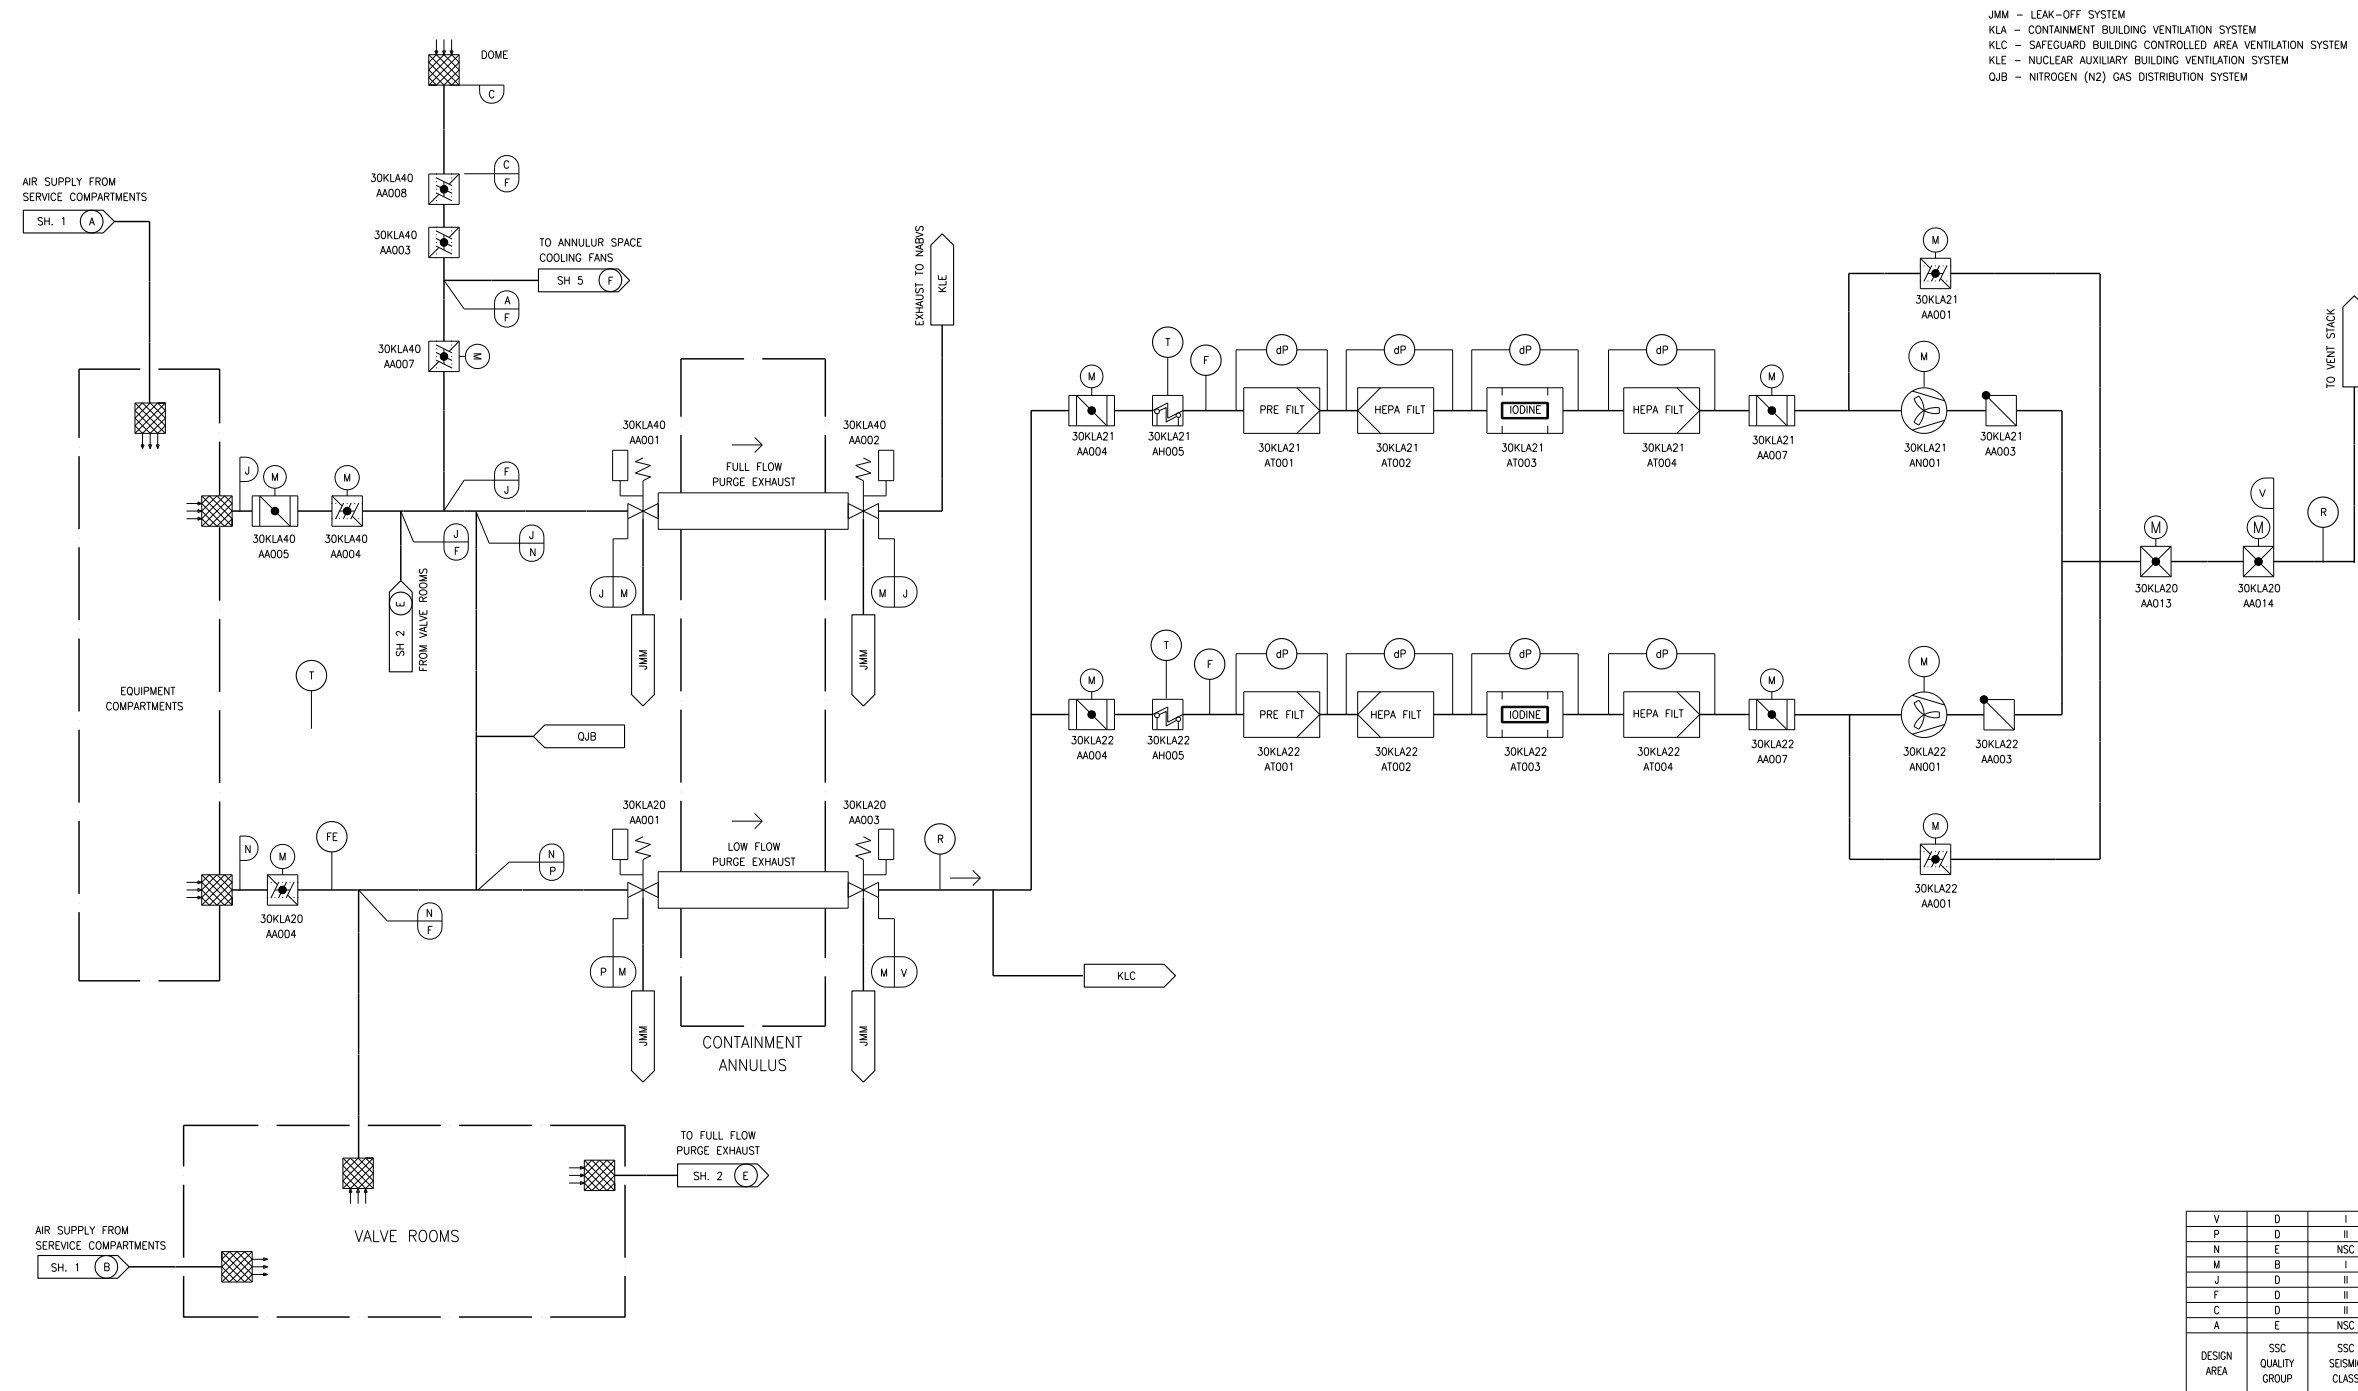 JMM – LEAK-OFF SYSTEM
KLA – CONTAINMENT BUILDING VENTILATION SYSTEM
KLC – SAFEGUARD BUILDING CONTROLLED AREA VENTILATION SYSTEM
KLE – NUCLEAR AUXILIARY BUILDING VENTILATION SYSTEM
QJB – NITROGEN (N2) GAS DISTRIBUTION SYSTEM
DOME
C
C
F
30KLA40
AA008
AIR SUPPLY FROM
SERVICE COMPARTMENTS
SH. 1 A
30KLA40
AA003
TO ANNULUR SPACE
COOLING FANS
SH 5 F
A
F
30KLA40
AA007
M
EXHAUST TO NABVS
KLE
M
30KLA21
AA001
TO VENT STACK
M
30KLA21
AA004
T
30KLA21
AH005
F
dP
PRE FILT
30KLA21
AT001
dP
HEPA FILT
30KLA21
AT002
dP
IODINE
30KLA21
AT003
dP
HEPA FILT
30KLA21
AT004
M
30KLA21
AA007
M
30KLA21
AN001
30KLA21
AA003
30KLA40
AA001
FULL FLOW
PURGE EXHAUST
30KLA40
AA002
J
M
30KLA40
AA005
M
30KLA40
AA004
F
J
J
F
J
N
SH 2 E
FROM VALVE ROOMS
J M
JMM
M J
JMM
M
30KLA20
AA013
V
M
30KLA20
AA014
R
EQUIPMENT
COMPARTMENTS
T
QJB
M
30KLA22
AA004
T
30KLA22
AH005
F
dP
PRE FILT
30KLA22
AT001
dP
HEPA FILT
30KLA22
AT002
dP
IODINE
30KLA22
AT003
dP
HEPA FILT
30KLA22
AT004
M
30KLA22
AA007
M
30KLA22
AN001
30KLA22
AA003
M
30KLA22
AA001
N
M
30KLA20
AA004
FE
N
F
N
P
30KLA20
AA001
LOW FLOW
PURGE EXHAUST
30KLA20
AA003
R
P M
JMM
M V
JMM
KLC
CONTAINMENT
ANNULUS
TO FULL FLOW
PURGE EXHAUST
SH. 2 E
VALVE ROOMS
AIR SUPPLY FROM
SEREVICE COMPARTMENTS
SH. 1 B
V D I
P D II
N E NSC
M B I
J D II
F D II
C D II
A E NSC
DESIGN
AREA
SSC
QUALITY
GROUP
SSC
SEISMI
CLASS